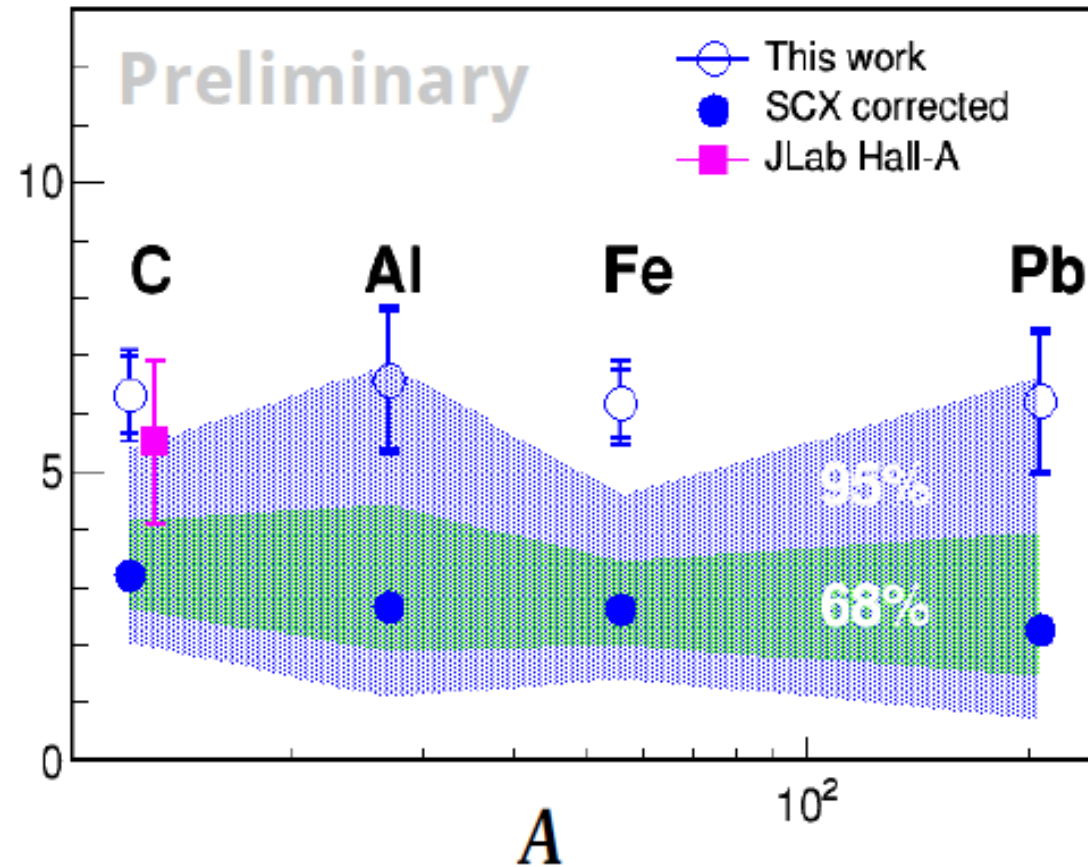 Preliminary
This work
SCX corrected
JLab Hall-A
10
C Al Fe Pb
5
95%
68%
0
10²
A